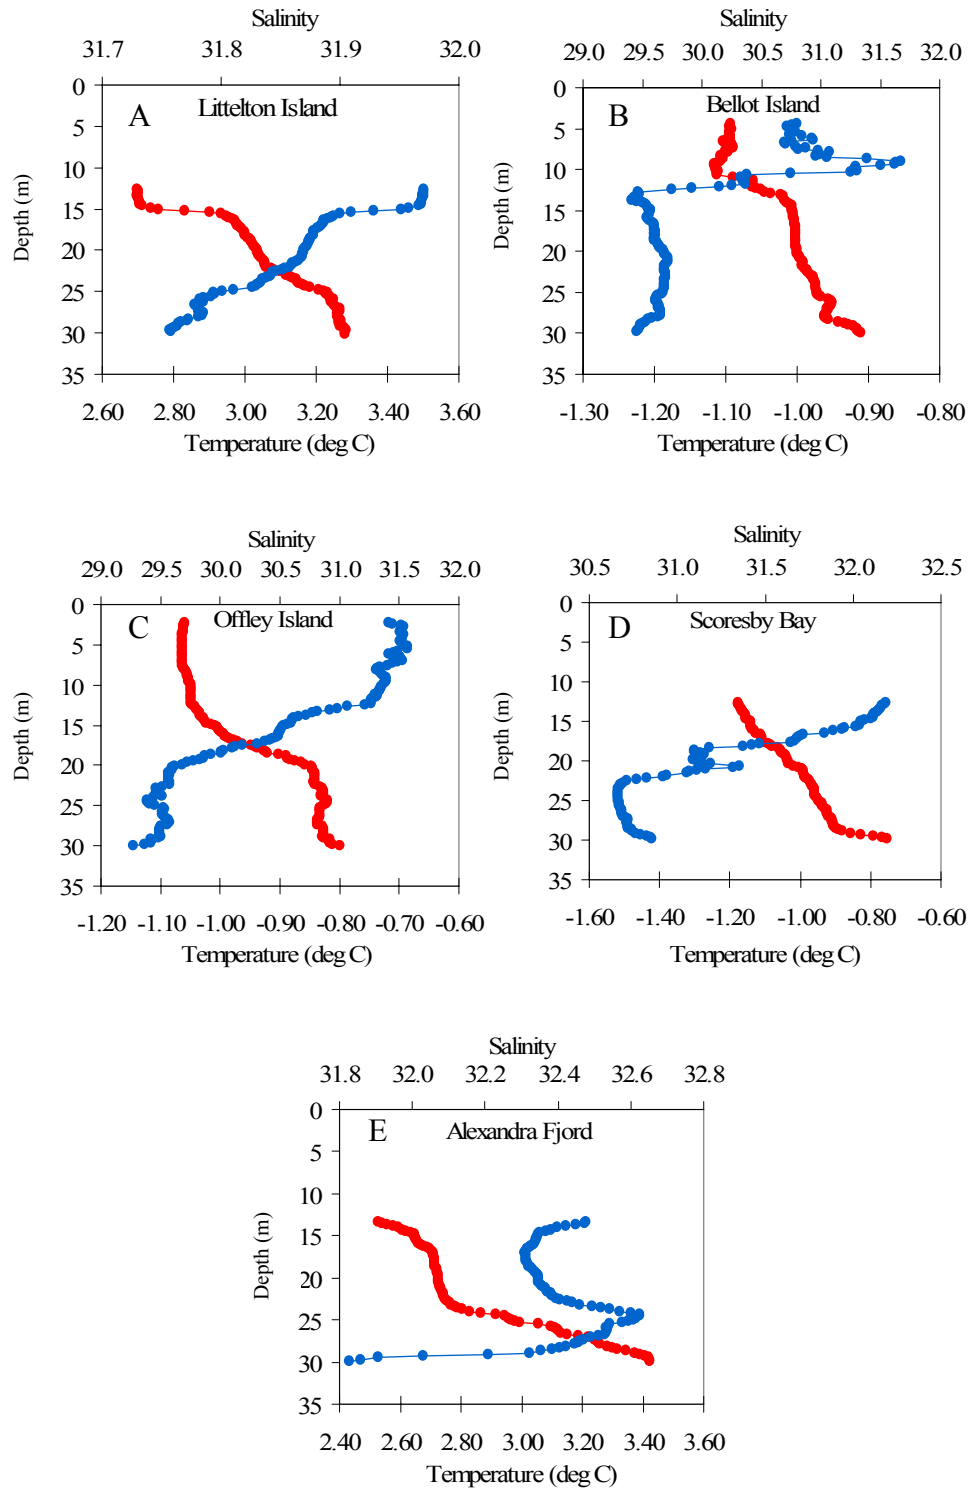 Salinity
31.7 31.8 31.9 32.0
0
5
10
15
20
25
30
35
Depth (m)
A
Littelton Island
2.60 2.80 3.00 3.20 3.40 3.60
Temperature (deg C)
Salinity
29.0 29.5 30.0 30.5 31.0 31.5 32.0
0
5
10
15
20
25
30
35
Depth (m)
B
Bellot Island
-1.30 -1.20 -1.10 -1.00 -0.90 -0.80
Temperature (deg C)
Salinity
29.0 29.5 30.0 30.5 31.0 31.5 32.0
0
5
10
15
20
25
30
35
Depth (m)
C
Offley Island
-1.20 -1.10 -1.00 -0.90 -0.80 -0.70 -0.60
Temperature (deg C)
Salinity
30.5 31.0 31.5 32.0 32.5
0
5
10
15
20
25
30
35
Depth (m)
D
Scoresby Bay
-1.60 -1.40 -1.20 -1.00 -0.80 -0.60
Temperature (deg C)
Salinity
31.8 32.0 32.2 32.4 32.6 32.8
0
5
10
15
20
25
30
35
Depth (m)
E
Alexandra Fjord
2.40 2.60 2.80 3.00 3.20 3.40 3.60
Temperature (deg C)